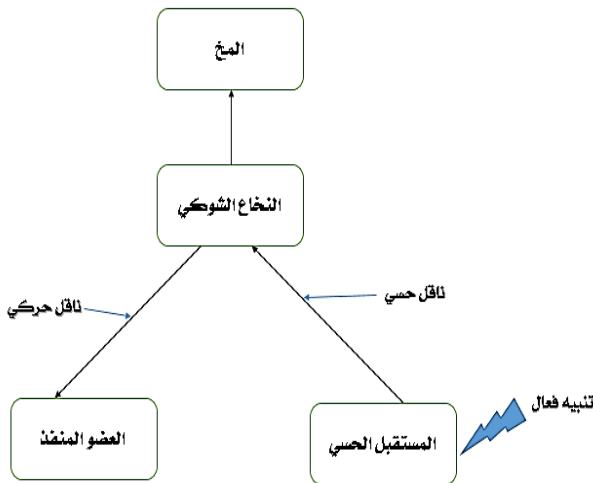 المخ
النخاع الشوكي
ناقل حسي
ناقل حركي
تنبيه فعال
المستقبل الحسي
العضو المنفذ